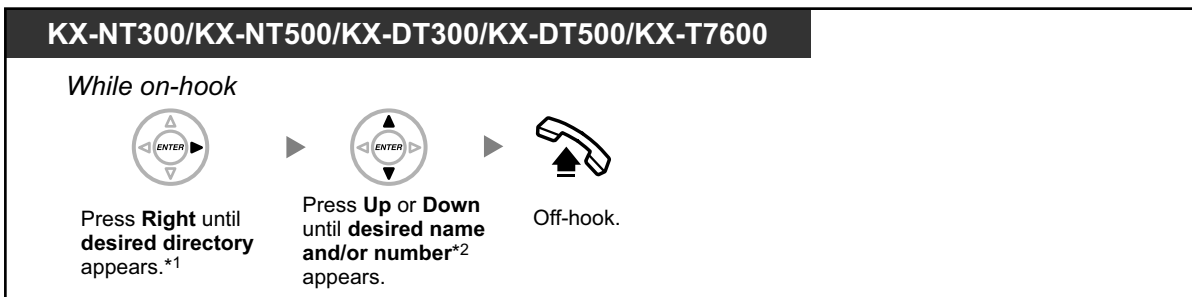 KX-NT300/KX-NT500/KX-DT300/KX-DT500/KX-T7600
While on-hook
ENTER
ENTER
Press Right until
desired directory
appears.*1
Press Up or Down
until desired name
and/or number*2
appears.
Off-hook.